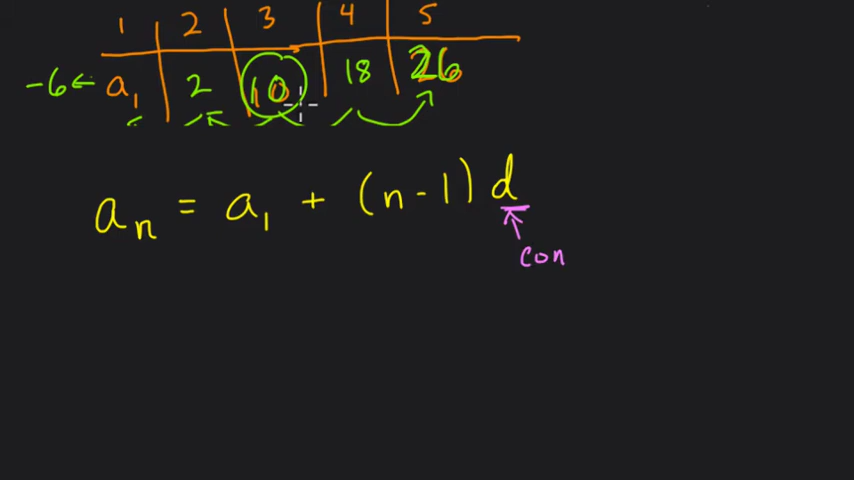 1 2 3 4 5
-6 ← a₁ 2 10 18 26
aₙ = a₁ + (n - 1) d
con